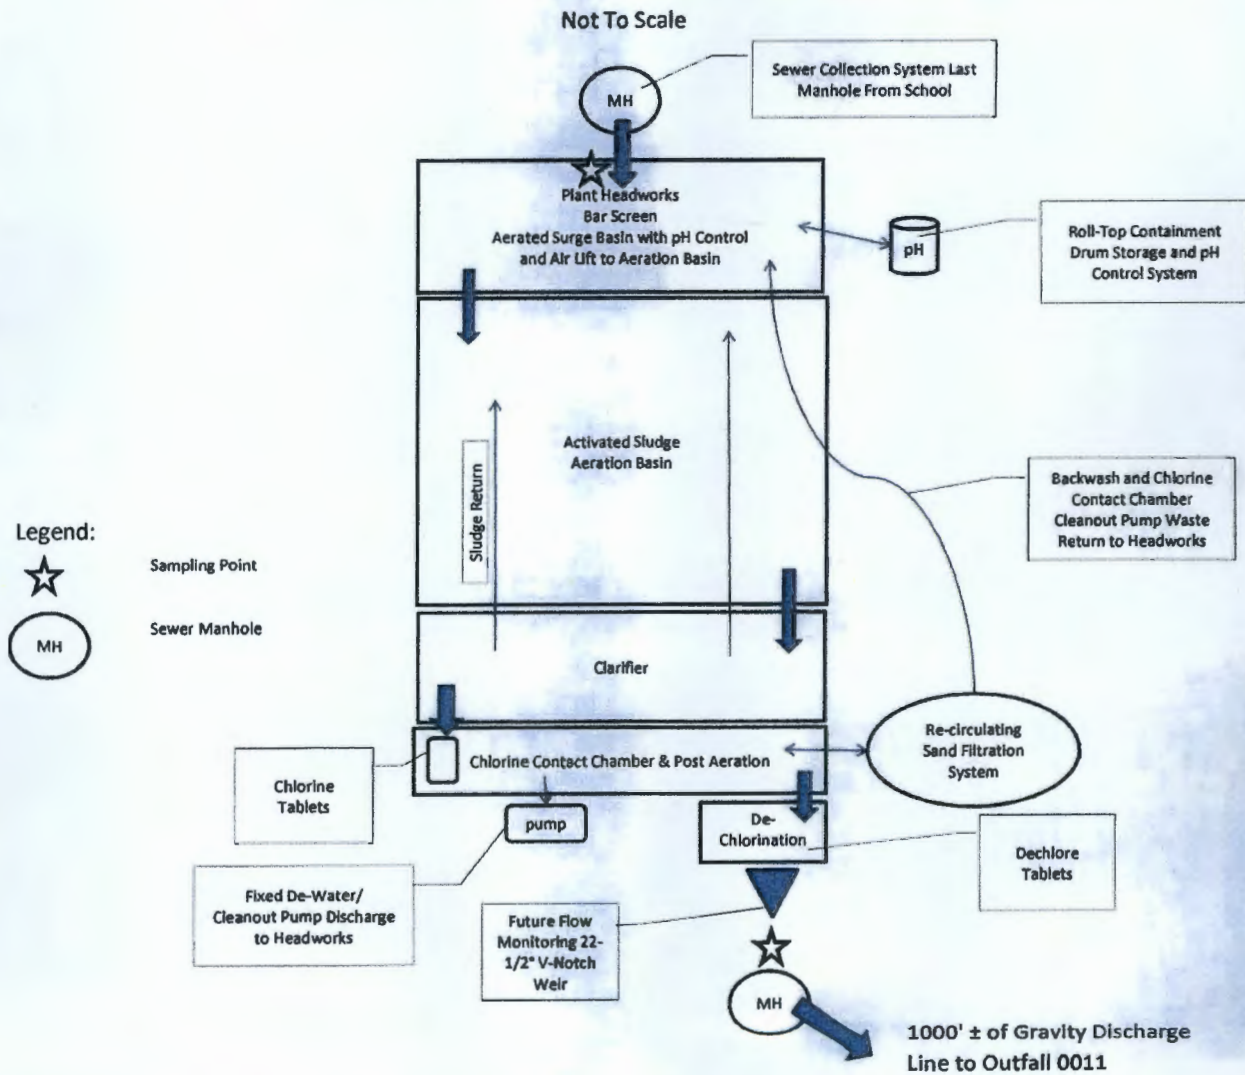 Not To Scale
MH
Sewer Collection System Last
Manhole From School
Plant Headworks
Bar Screen
Aerated Surge Basin with pH Control
and Air Lift to Aeration Basin
pH
Roll-Top Containment
Drum Storage and pH
Control System
Activated Sludge
Aeration Basin
Sludge Return
Backwash and Chlorine
Contact Chamber
Cleanout Pump Waste
Return to Headworks
Legend:
Sampling Point
MH
Sewer Manhole
Clarifier
Re-circulating
Sand Filtration
System
Chlorine Contact Chamber & Post Aeration
Chlorine
Tablets
pump
De-
Chlorination
Dechlore
Tablets
Fixed De-Water/
Cleanout Pump Discharge
to Headworks
Future Flow
Monitoring 22-
1/2° V-Notch
Weir
MH
1000' ± of Gravity Discharge
Line to Outfall 0011